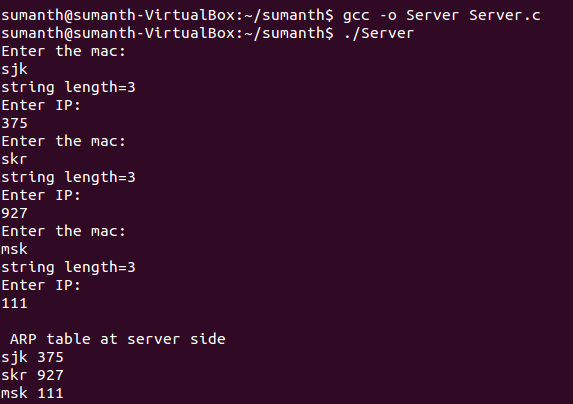 sumanth@sumanth-VirtualBox:~/sumanth$ gcc -o Server Server.c
sumanth@sumanth-VirtualBox:~/sumanth$ ./Server
Enter the mac:
sjk
string length=3
Enter IP:
375
Enter the mac:
skr
string length=3
Enter IP:
927
Enter the mac:
msk
string length=3
Enter IP:
111

 ARP table at server side
sjk 375
skr 927
msk 111